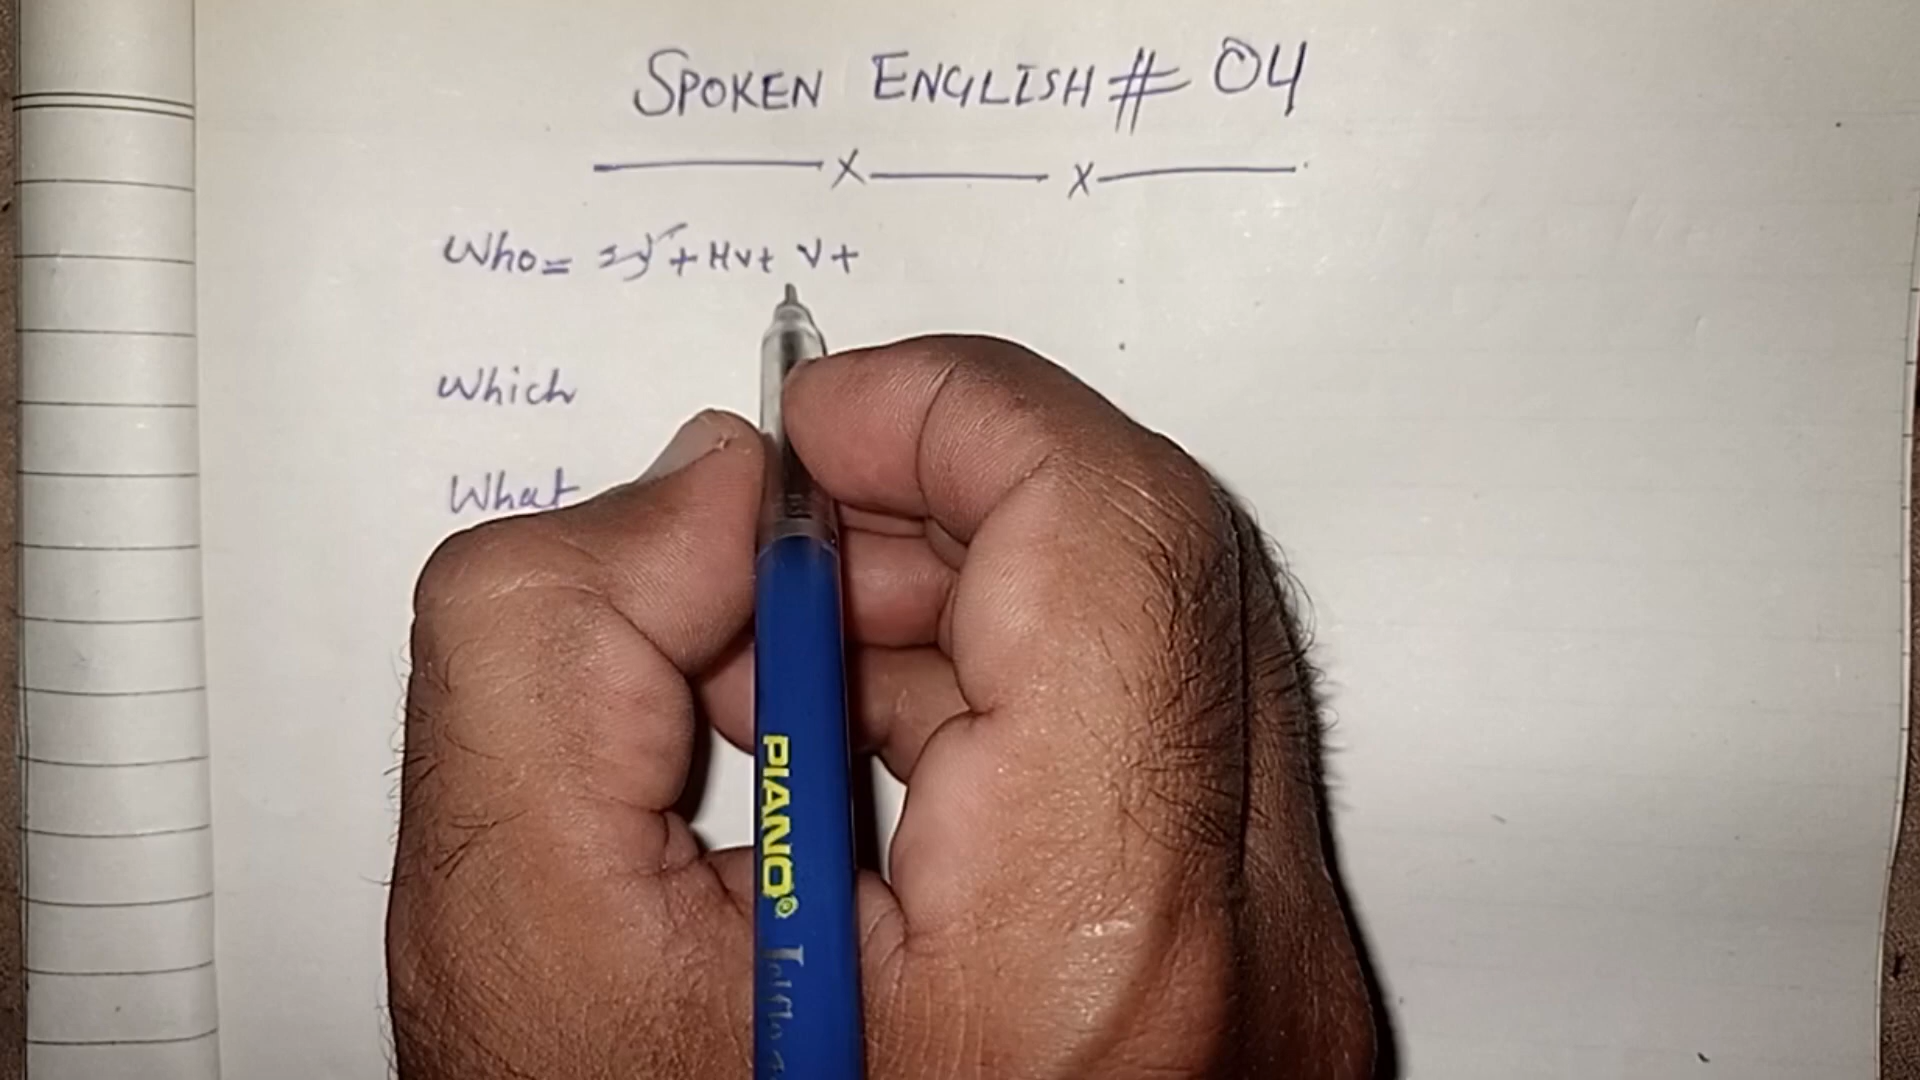 SPOKEN ENGLISH # 04
x x
Who = + Hv + V +
Which
What
PIANO